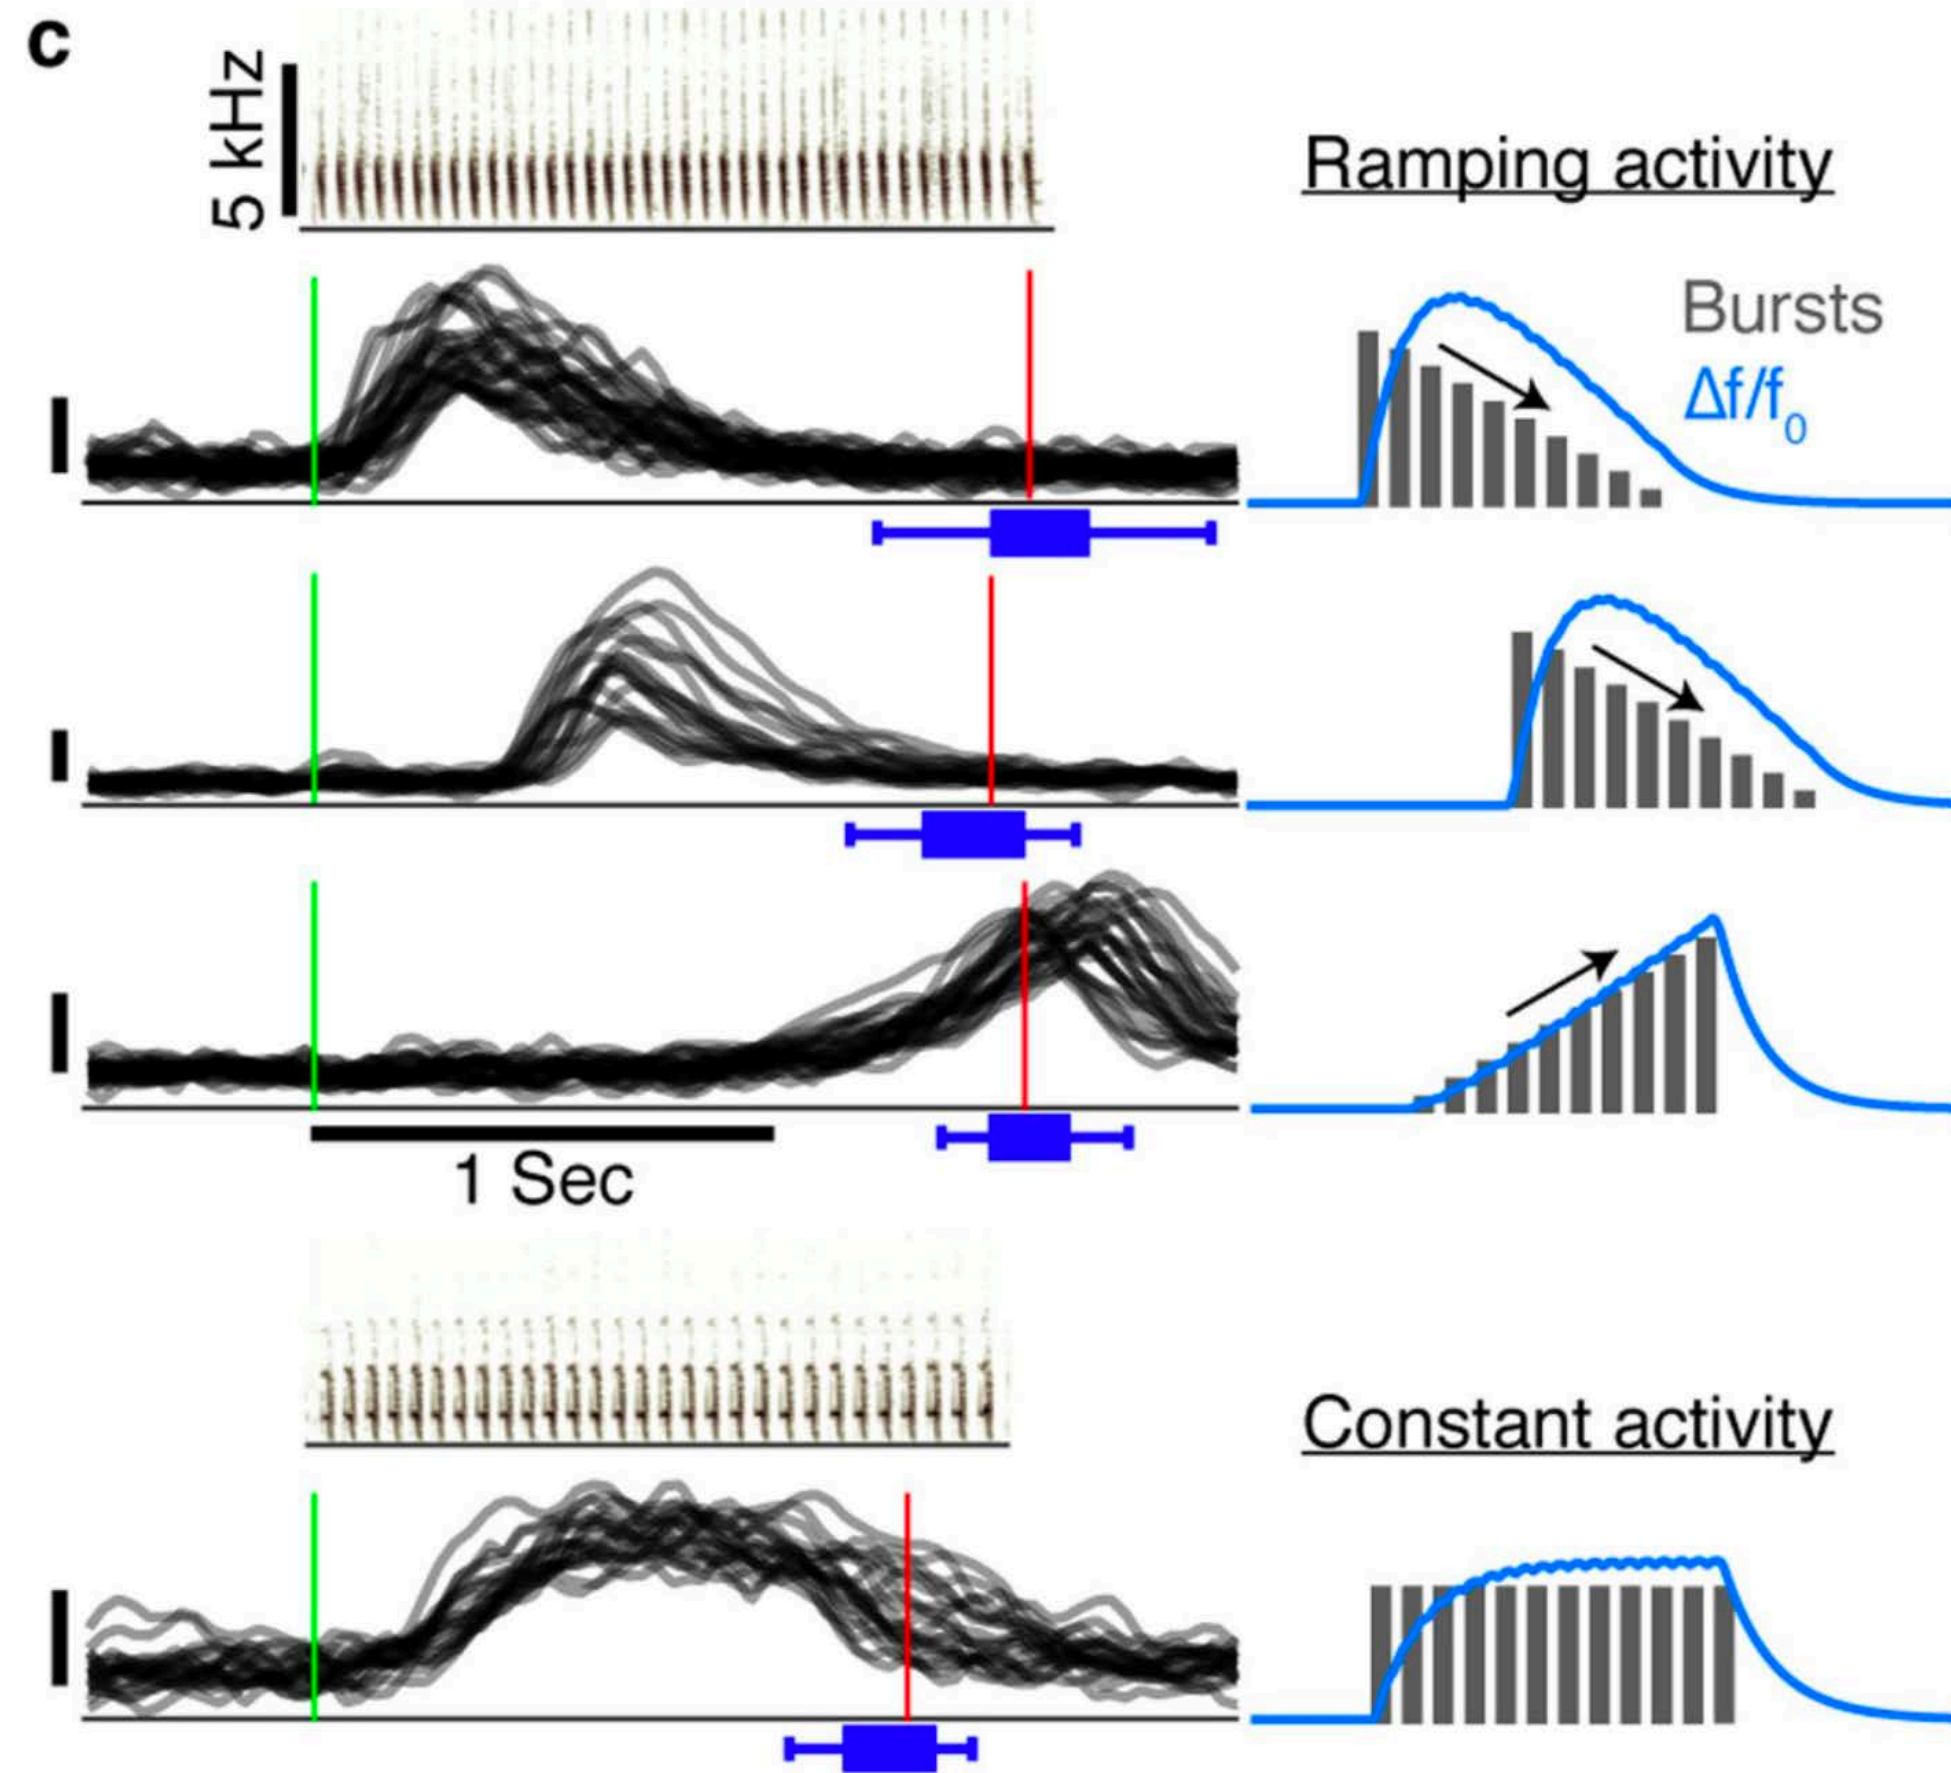 c
5 kHz
Ramping activity
Bursts
Δf/f₀
1 Sec
Constant activity